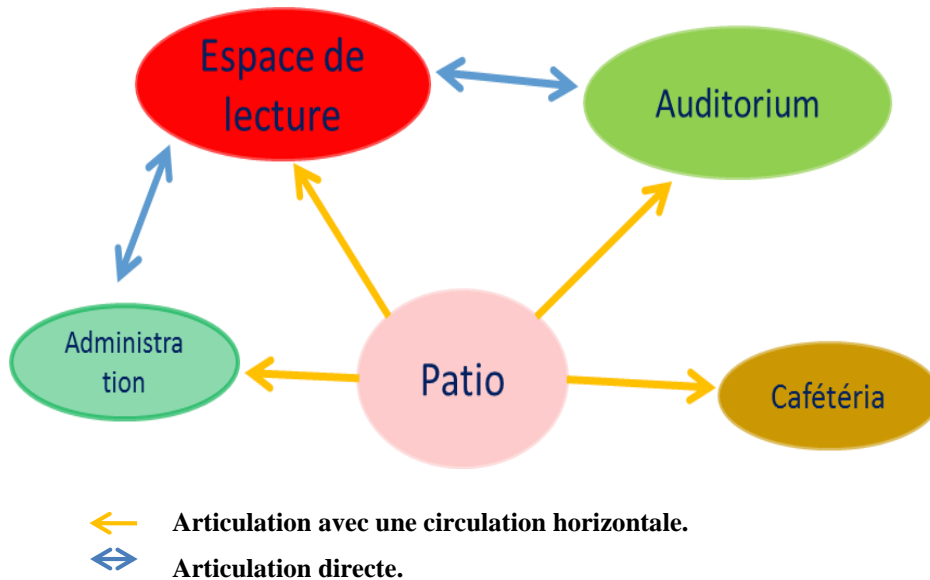 Espace de
lecture
Auditorium
Administra
tion
Patio
Cafétéria
Articulation avec une circulation horizontale.
Articulation directe.